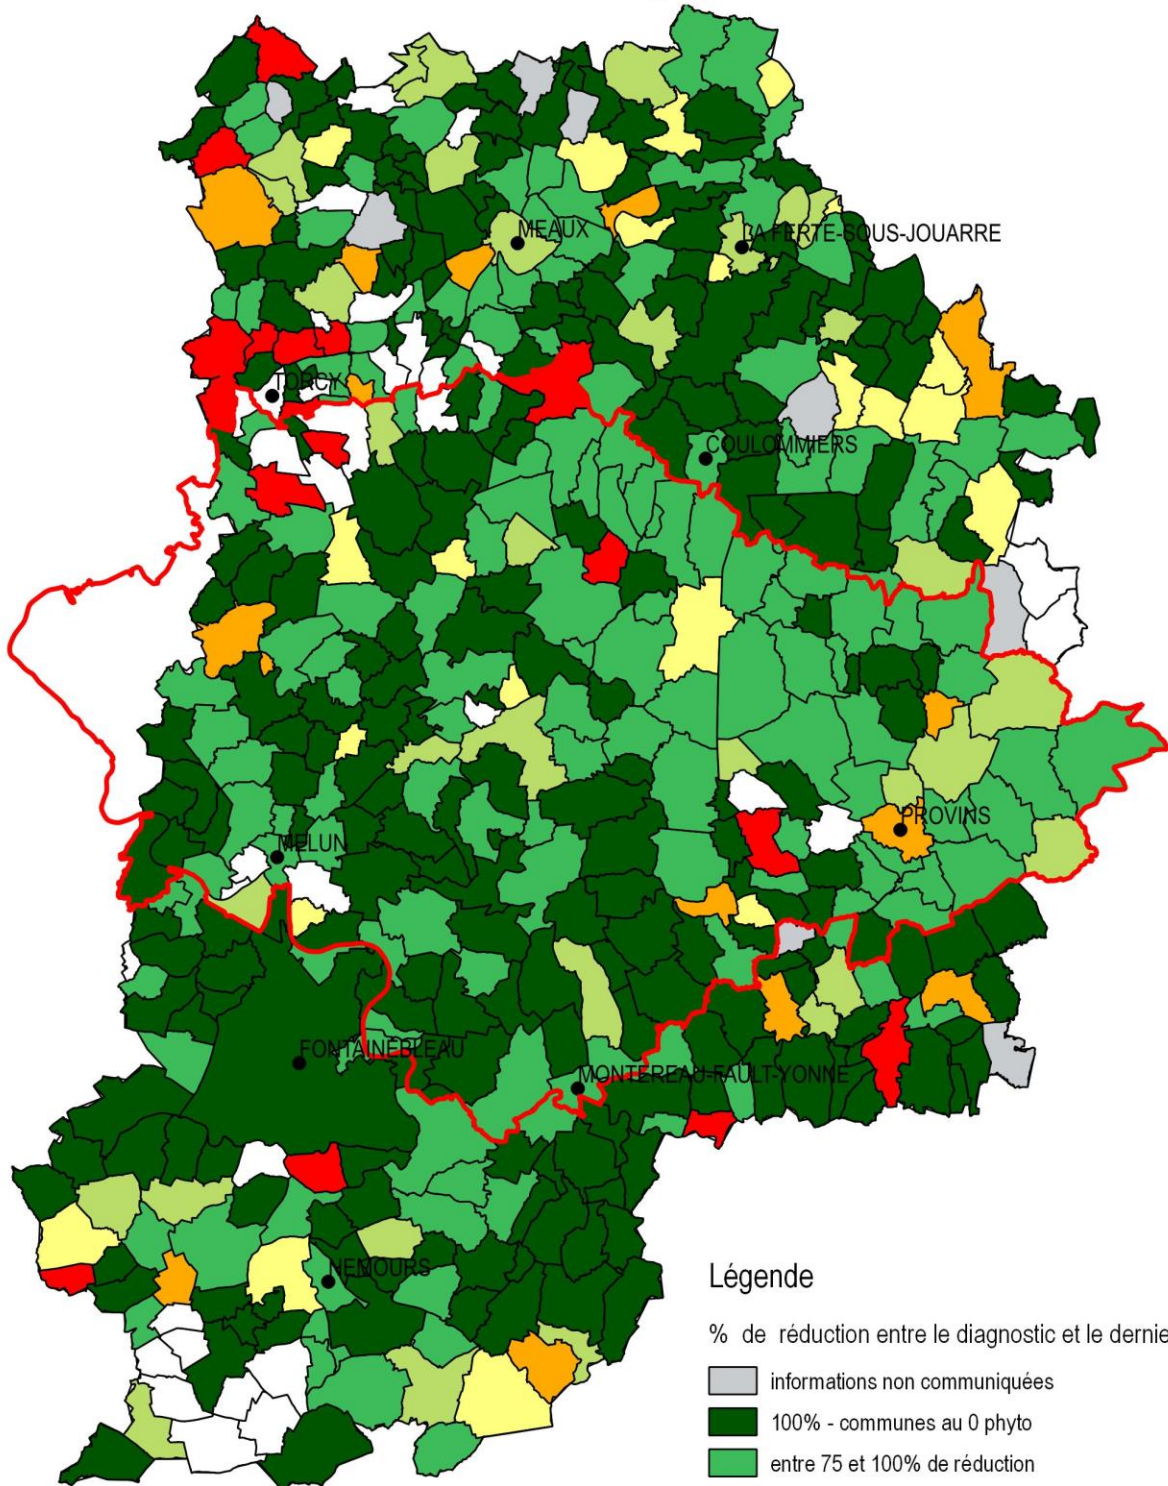 MEAUX
LA FERTE-SOUS-JOUARRE
TORCY
COULOMMIERS
PROVINS
MELUN
FONTAINEBLEAU
MONTEREAU-FAULT-YONNE
NEMOURS
Légende
% de réduction entre le diagnostic et le dernie
informations non communiquées
100% - communes au 0 phyto
entre 75 et 100% de réduction